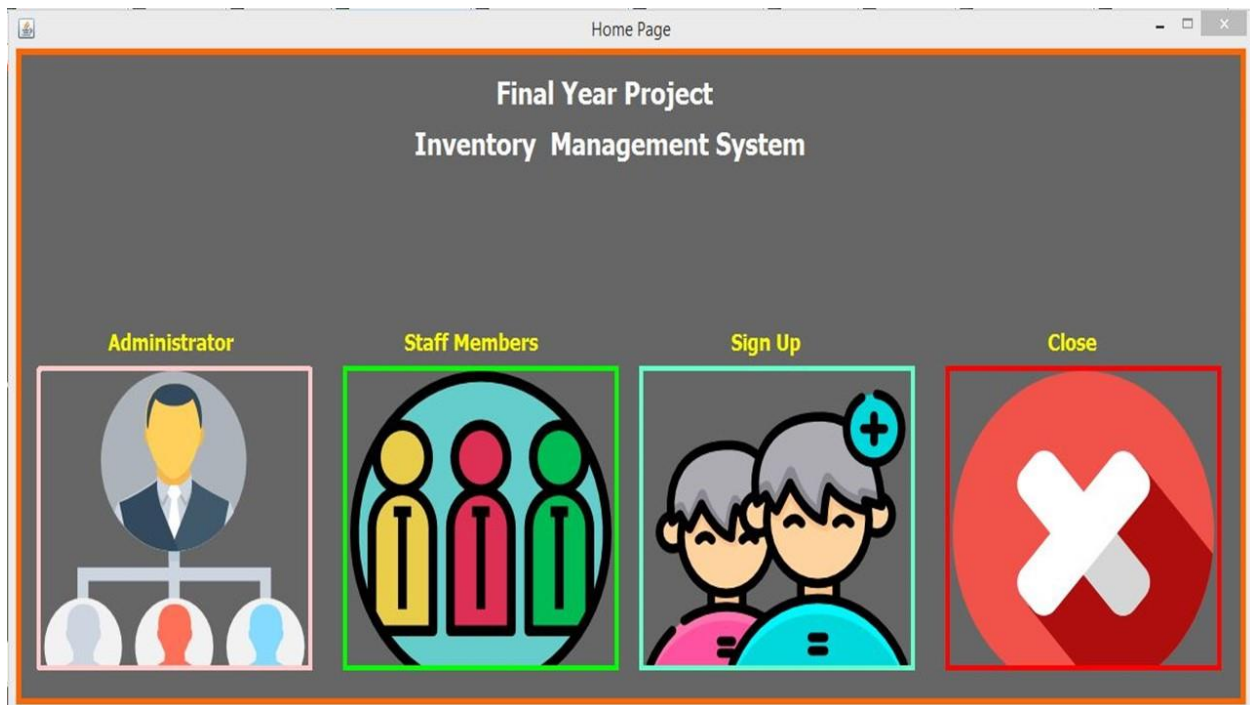 Home Page
Final Year Project
Inventory Management System
Administrator
Staff Members
Sign Up
Close